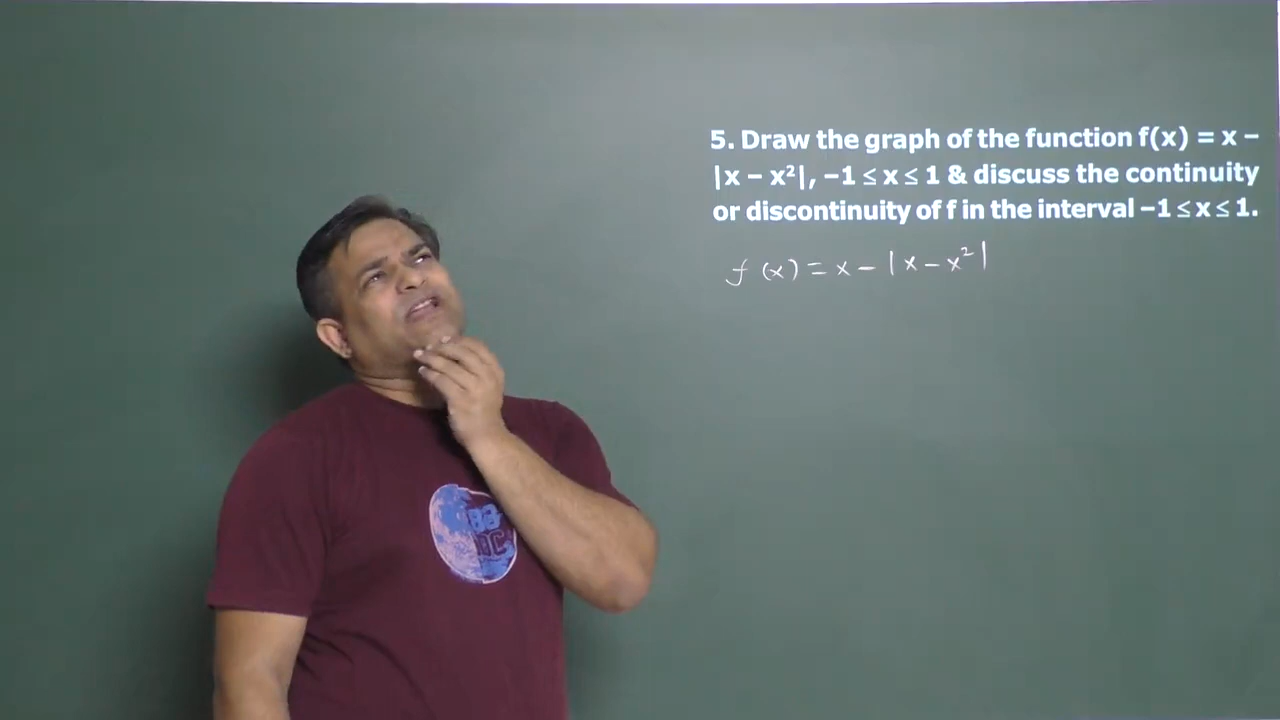 5. Draw the graph of the function f(x) = x –
|x – x²|, –1 ≤ x ≤ 1 & discuss the continuity
or discontinuity of f in the interval –1 ≤ x ≤ 1.
f (x) = x – |x – x²|